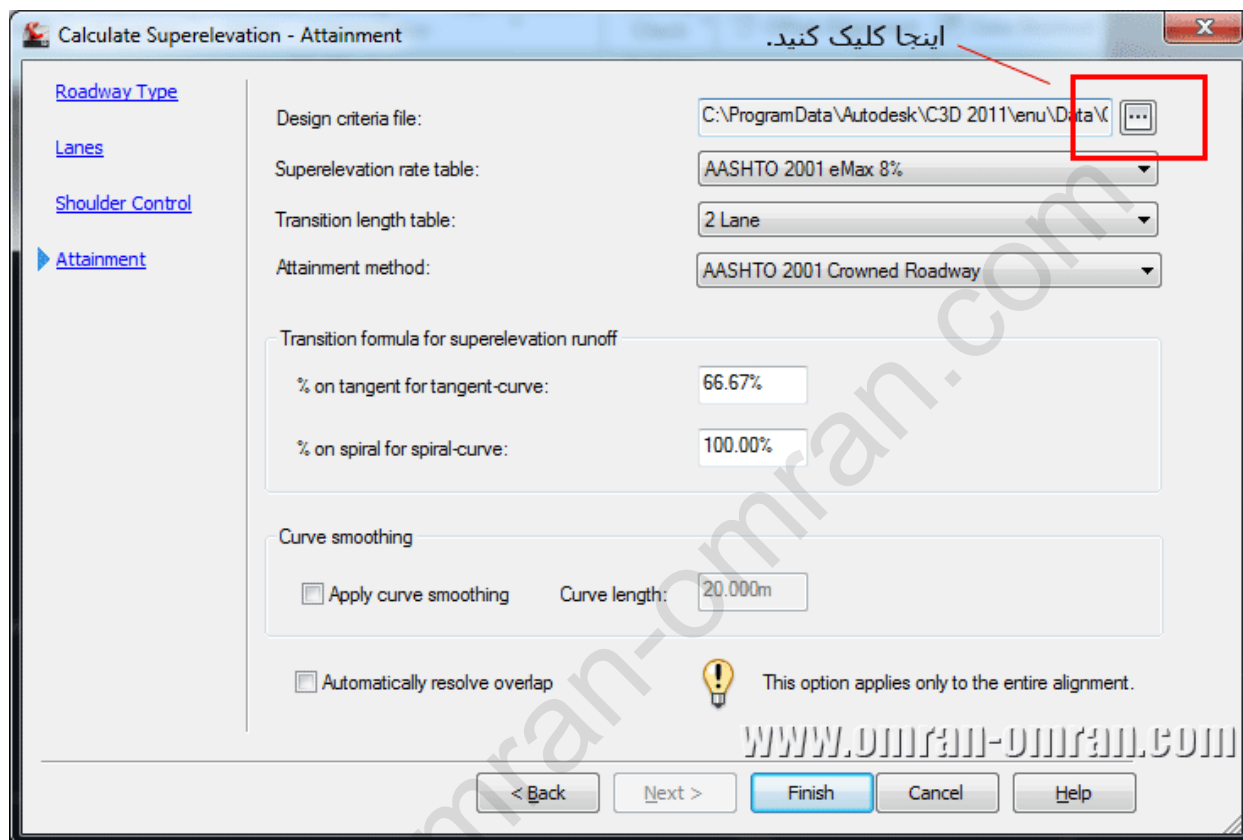 Calculate Superelevation - Attainment
اینجا کلیک کنید.
Roadway Type
Lanes
Shoulder Control
Attainment
Design criteria file: C:\ProgramData\Autodesk\C3D 2011\enu\Data\ ...
Superelevation rate table: AASHTO 2001 eMax 8%
Transition length table: 2 Lane
Attainment method: AASHTO 2001 Crowned Roadway
Transition formula for superelevation runoff
% on tangent for tangent-curve: 66.67%
% on spiral for spiral-curve: 100.00%
Curve smoothing
Apply curve smoothing Curve length: 20.000m
Automatically resolve overlap This option applies only to the entire alignment.
www.omran-omran.com
< Back Next > Finish Cancel Help
omran-omran.com